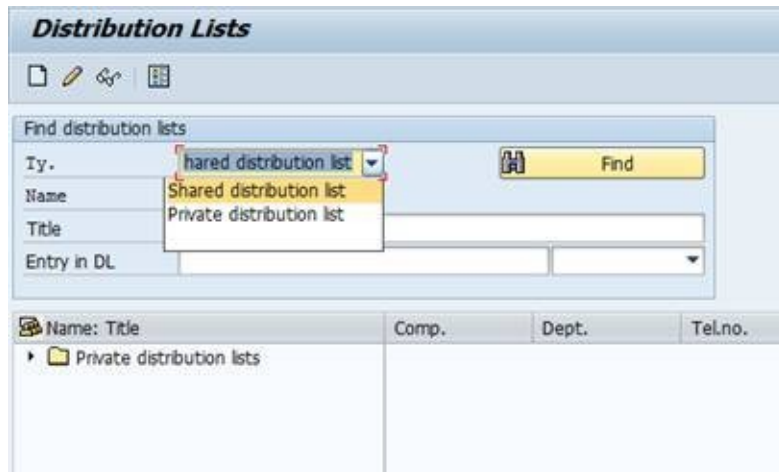 Distribution Lists
Find distribution lists
Ty.
hared distribution list
Find
Name
Shared distribution list
Private distribution list
Title
Entry in DL
Name: Title
Comp.
Dept.
Tel.no.
Private distribution lists